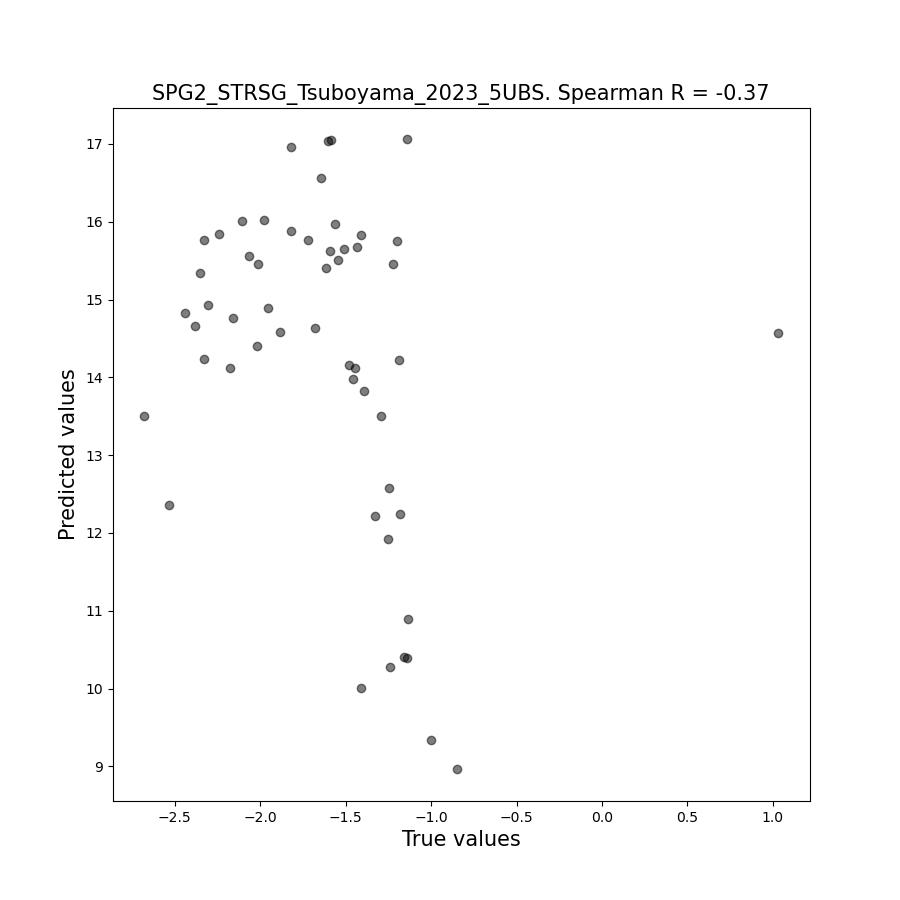 SPG2_STRSG_Tsuboyama_2023_5UBS. Spearman R = -0.37
17
16
15
14
13
12
11
10
9
Predicted values
−2.5 −2.0 −1.5 −1.0 −0.5 0.0 0.5 1.0
True values